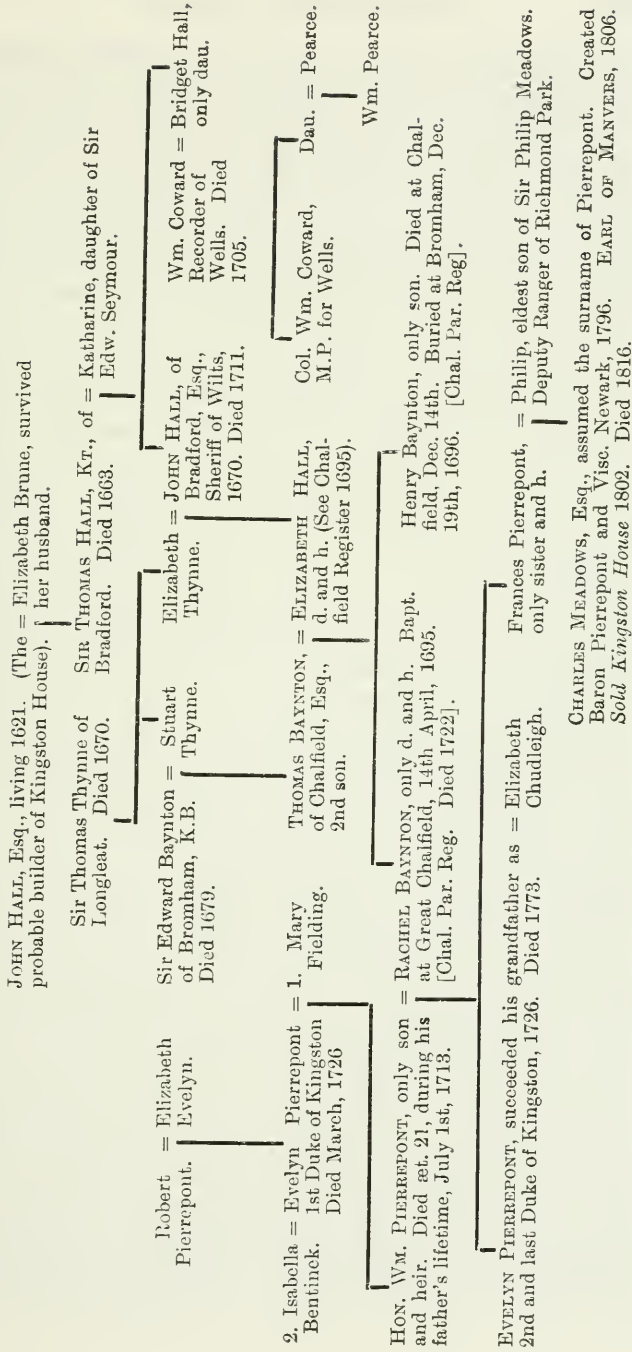 JOHN HALL, Esq., living 1621. (The = Elizabeth Brune, survived
probable builder of Kingston House). her husband.
Sir Thomas Thynne of
Longleat. Died 1670.
SIR THOMAS HALL, KT., of = Katharine, daughter of Sir
Bradford. Died 1663. Edw. Seymour.
Robert = Elizabeth
Pierrepont. Evelyn.
Sir Edward Baynton = Stuart
of Bromham, K.B. Thynne.
Died 1679.
Elizabeth = JOHN HALL, of
Thynne. Bradford, Esq.,
Sheriff of Wilts,
1670. Died 1711.
Wm. Coward = Bridget Hall,
Recorder of only dau.
Wells. Died
1705.
2. Isabella = Evelyn Pierrepont = 1. Mary
Bentinck. 1st Duke of Kingston Fielding.
Died March, 1726
THOMAS BAYNTON, = ELIZABETH HALL,
of Chalfield, Esq., d. and h. (See Chal-
2nd son. field Register 1695).
Col. Wm. Coward,
M.P. for Wells.
Dau. = Pearce.
Wm. Pearce.
HON. WM. PIERREPONT, only son = RACHEL BAYNTON, only d. and h. Bapt.
and heir. Died æt. 21, during his at Great Chalfield, 14th April, 1695.
father's lifetime, July 1st, 1713. [Chal. Par. Reg. Died 1722].
Henry Baynton, only son. Died at Chal-
field, Dec. 14th. Buried at Bromham, Dec.
19th, 1696. [Chal. Par. Reg].
EVELYN PIERREPONT, succeeded his grandfather as = Elizabeth
2nd and last Duke of Kingston, 1726. Died 1773. Chudleigh.
Frances Pierrepont, = Philip, eldest son of Sir Philip Meadows.
only sister and h. Deputy Ranger of Richmond Park.
CHARLES MEADOWS, Esq., assumed the surname of Pierrepont. Created
Baron Pierrepont and Visc. Newark, 1796. EARL OF MANVERS, 1806.
Sold Kingston House 1802. Died 1816.